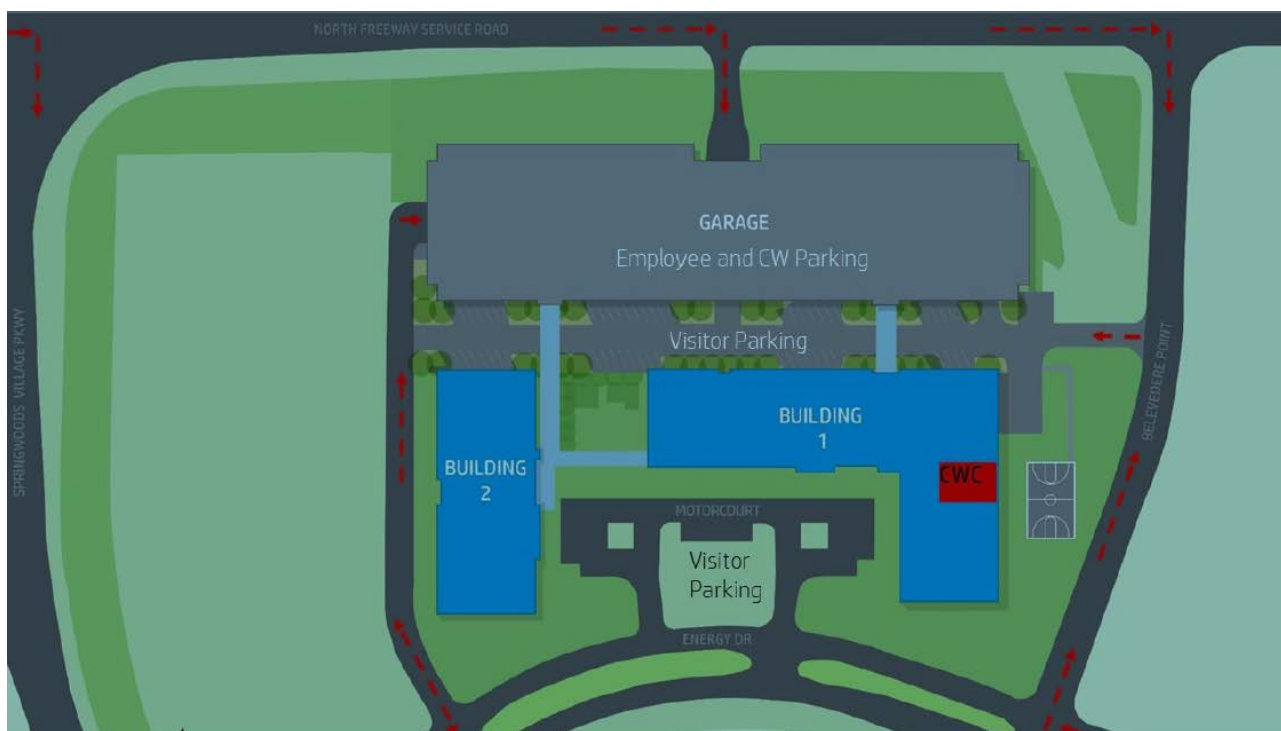 NORTH FREEWAY SERVICE ROAD
GARAGE
Employee and CW Parking
Visitor Parking
SPRINGWOODS VILLAGE PKWY
BELEVEDERE POINT
BUILDING
1
BUILDING
2
CWC
MOTORCOURT
Visitor
Parking
ENERGY DR